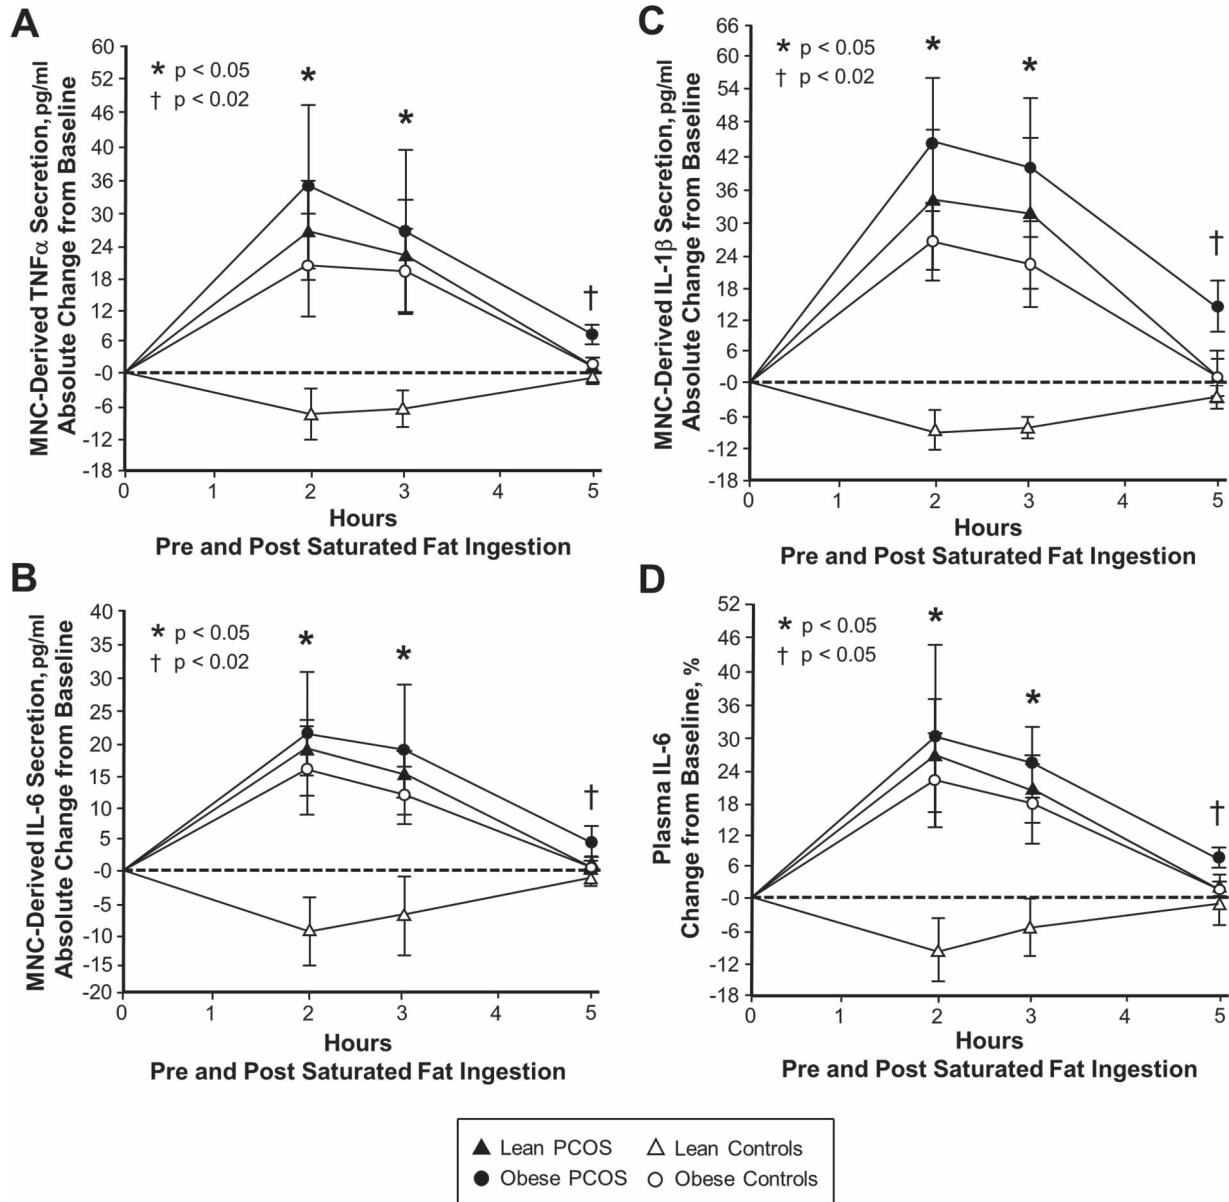 A
MNC-Derived TNFα Secretion, pg/ml
Absolute Change from Baseline
60
52
46
40
36
30
24
18
12
6
-0
-6
-12
-18
* p < 0.05
† p < 0.02
*
*
†
0 1 2 3 4 5
Hours
Pre and Post Saturated Fat Ingestion
B
MNC-Derived IL-6 Secretion, pg/ml
Absolute Change from Baseline
40
35
30
25
20
15
10
5
-0
-5
-10
-15
-20
* p < 0.05
† p < 0.02
*
*
†
0 1 2 3 4 5
Hours
Pre and Post Saturated Fat Ingestion
C
MNC-Derived IL-1β Secretion, pg/ml
Absolute Change from Baseline
66
60
54
48
42
36
30
24
18
12
6
-0
-6
-12
-18
* p < 0.05
† p < 0.02
*
*
†
0 1 2 3 4 5
Hours
Pre and Post Saturated Fat Ingestion
D
Plasma IL-6
Change from Baseline, %
52
46
40
36
30
24
18
12
6
-0
-6
-12
-18
* p < 0.05
† p < 0.05
*
*
†
0 1 2 3 4 5
Hours
Pre and Post Saturated Fat Ingestion
▲ Lean PCOS △ Lean Controls
● Obese PCOS ○ Obese Controls